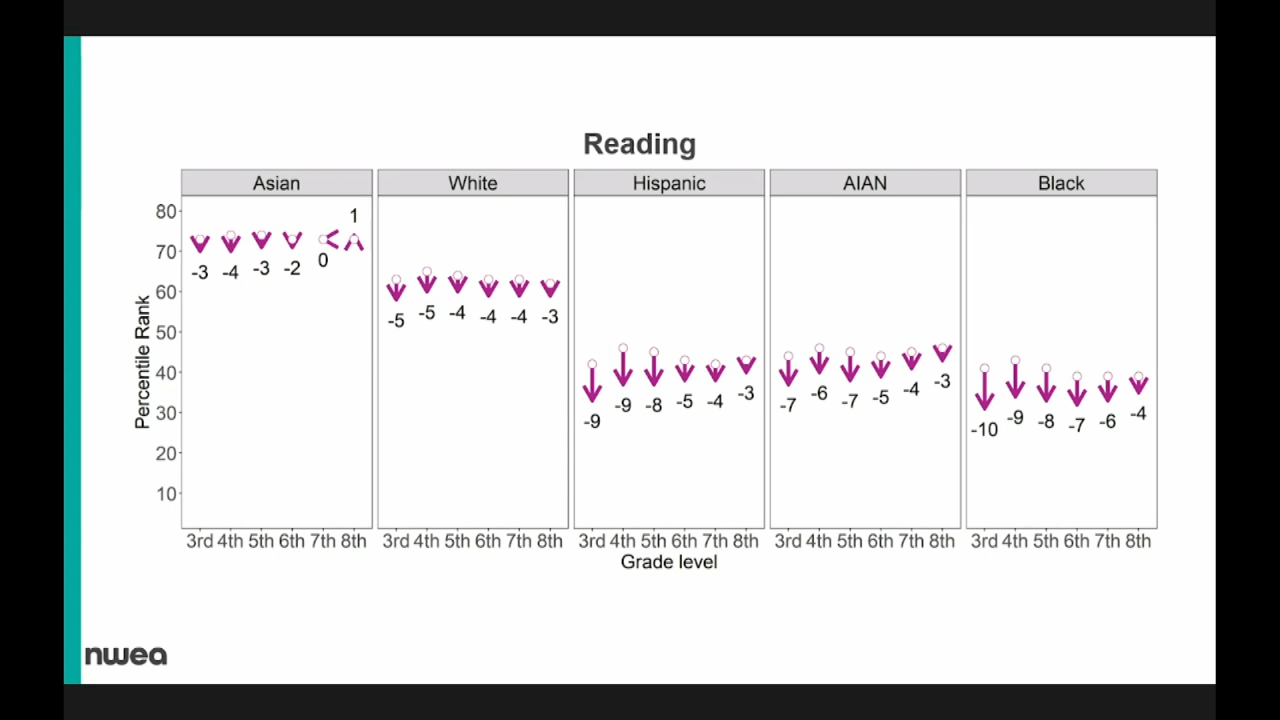 Reading
Asian White Hispanic AIAN Black
80
70
60
50
40
30
20
10
Percentile Rank
-3 -4 -3 -2 0 1
-5 -5 -4 -4 -4 -3
-9 -9 -8 -5 -4 -3
-7 -6 -7 -5 -4 -3
-10 -9 -8 -7 -6 -4
3rd 4th 5th 6th 7th 8th 3rd 4th 5th 6th 7th 8th 3rd 4th 5th 6th 7th 8th 3rd 4th 5th 6th 7th 8th 3rd 4th 5th 6th 7th 8th
Grade level
nwea